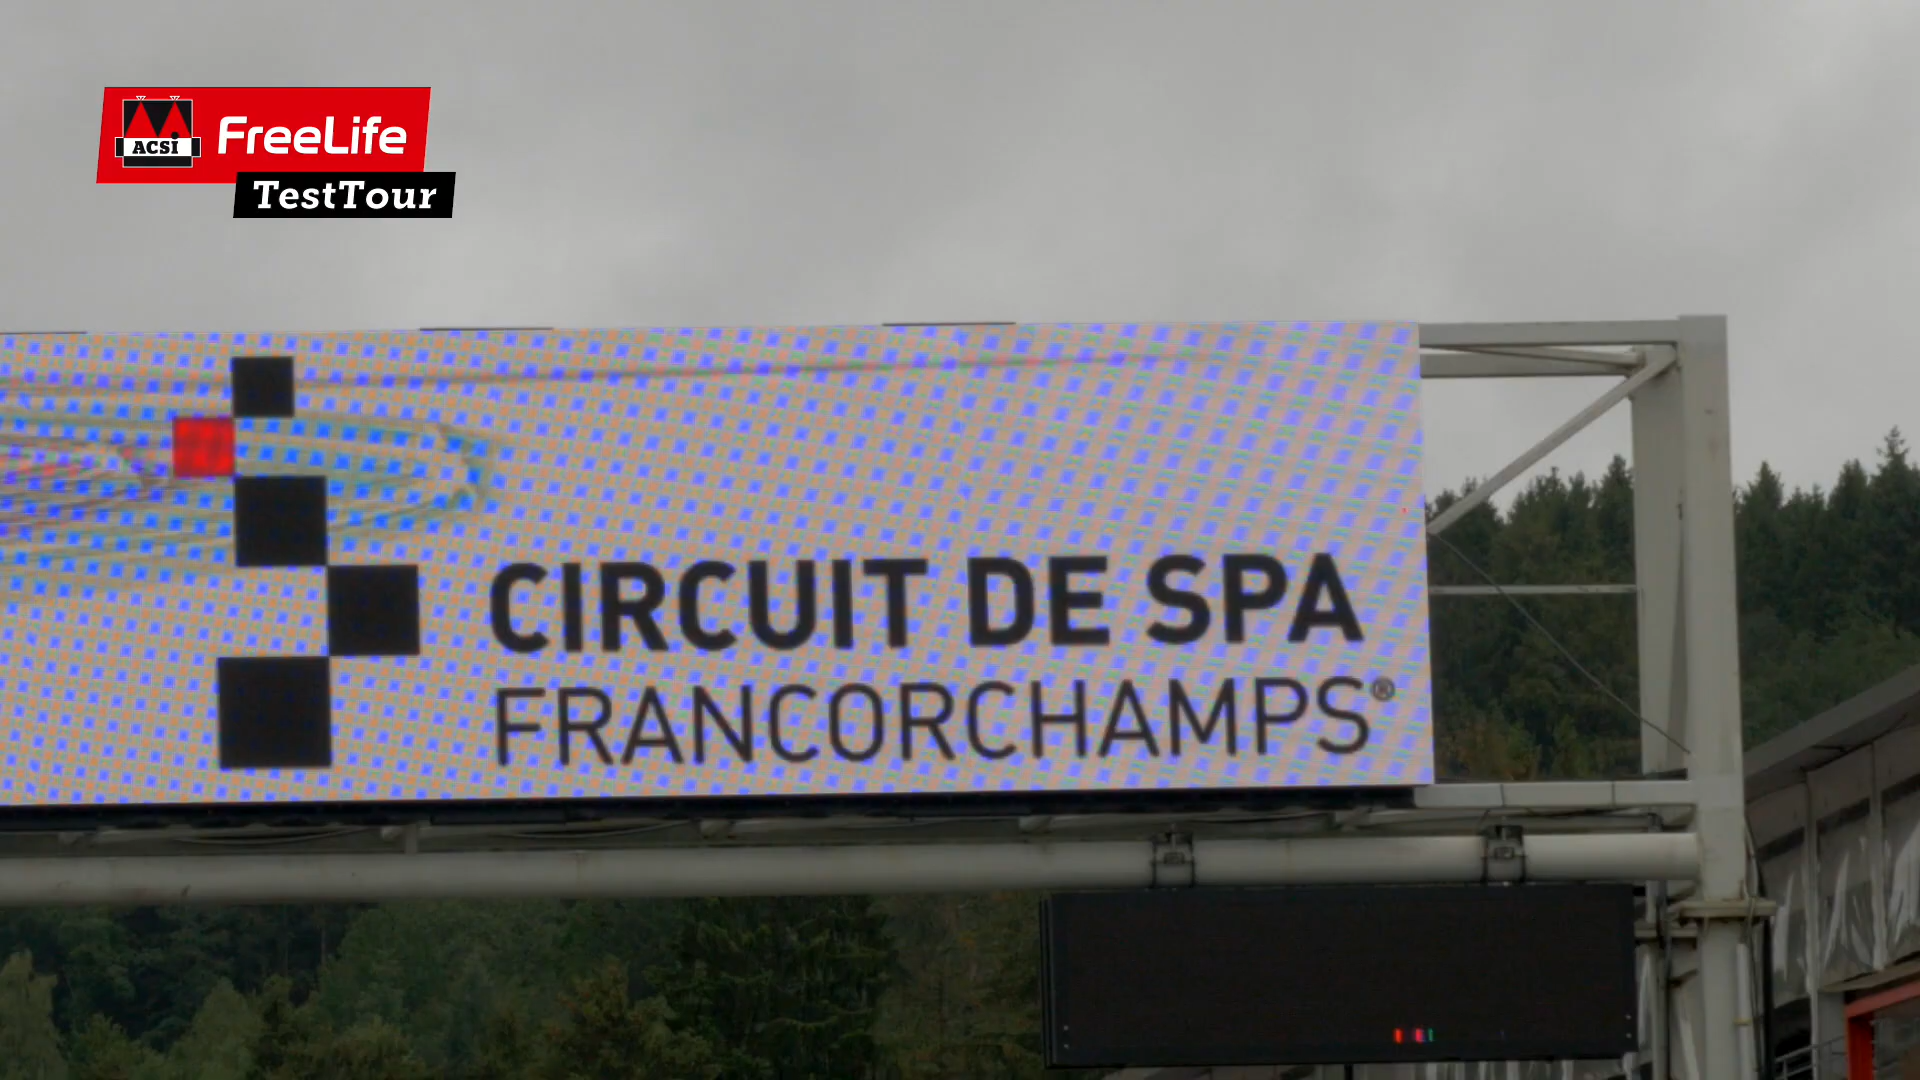 ACSI
FreeLife
TestTour
CIRCUIT DE SPA
FRANCORCHAMPS®